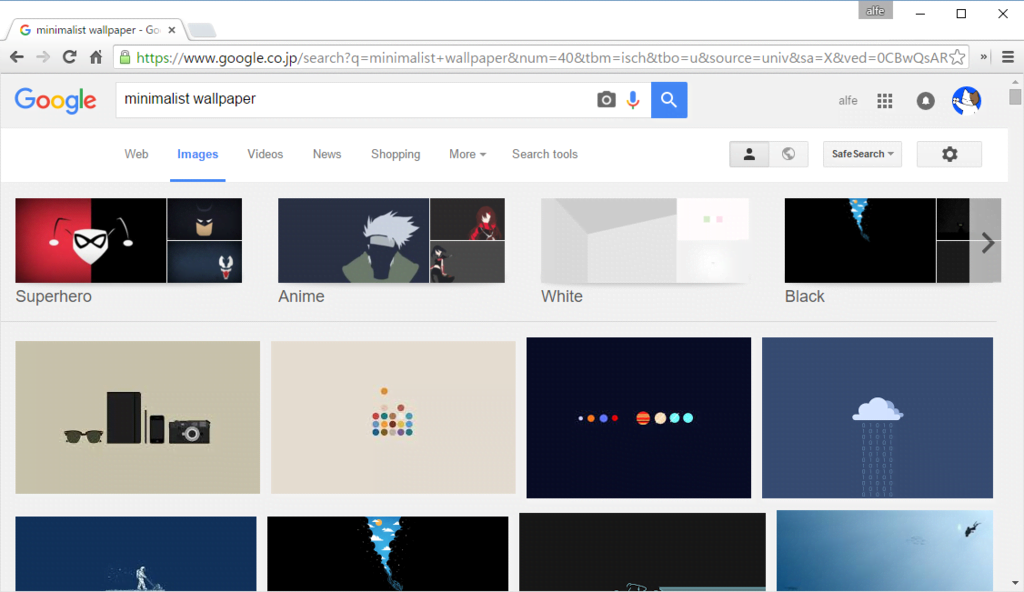 alfe
minimalist wallpaper - Go
https://www.google.co.jp/search?q=minimalist+wallpaper&num=40&tbm=isch&tbo=u&source=univ&sa=X&ved=0CBwQsAR
Google
minimalist wallpaper
alfe
Web Images Videos News Shopping More Search tools
SafeSearch
Superhero Anime White Black